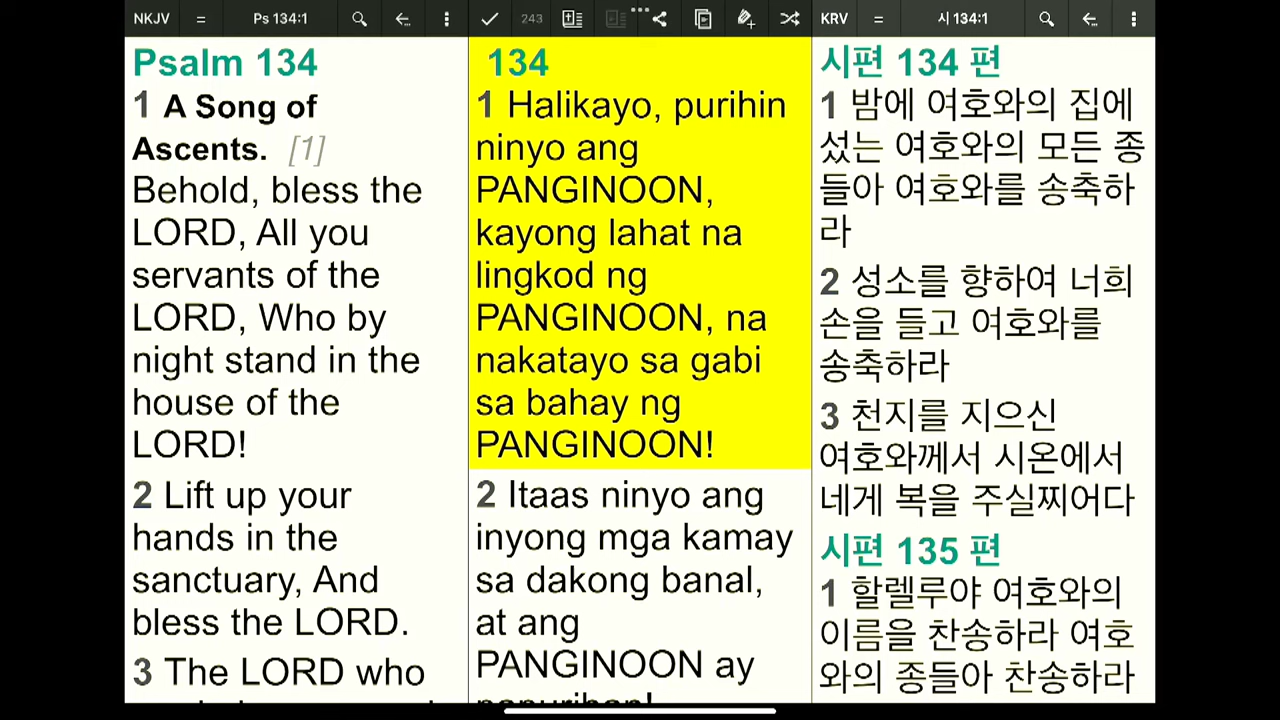 NKJV = Ps 134:1
243
KRV = 시 134:1
Psalm 134
1 A Song of
Ascents. [1]
Behold, bless the
LORD, All you
servants of the
LORD, Who by
night stand in the
house of the
LORD!
2 Lift up your
hands in the
sanctuary, And
bless the LORD.
3 The LORD who
134
1 Halikayo, purihin
ninyo ang
PANGINOON,
kayong lahat na
lingkod ng
PANGINOON, na
nakatayo sa gabi
sa bahay ng
PANGINOON!
2 Itaas ninyo ang
inyong mga kamay
sa dakong banal,
at ang
PANGINOON ay
시편 134 편
1 밤에 여호와의 집에
섰는 여호와의 모든 종
들아 여호와를 송축하
라
2 성소를 향하여 너희
손을 들고 여호와를
송축하라
3 천지를 지으신
여호와께서 시온에서
네게 복을 주실찌어다
시편 135 편
1 할렐루야 여호와의
이름을 찬송하라 여호
와의 종들아 찬송하라